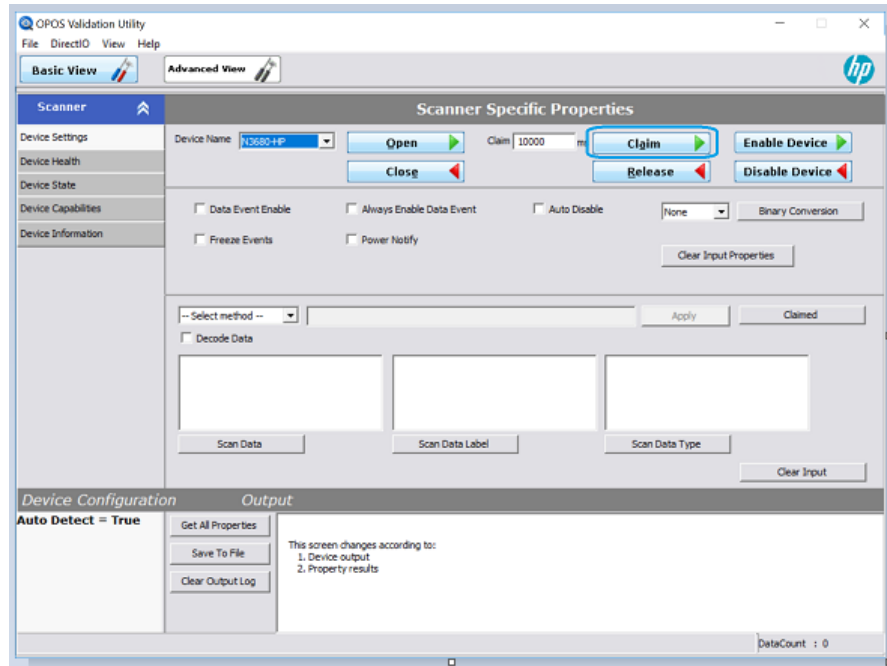 OPOS Validation Utility
File DirectIO View Help
Basic View Advanced View hp
Scanner Scanner Specific Properties
Device Settings
Device Health
Device State
Device Capabilities
Device Information
Device Name N3680-HP Open Claim 10000 ms Claim Enable Device
Close Release Disable Device
Data Event Enable Always Enable Data Event Auto Disable None Binary Conversion
Freeze Events Power Notify
Clear Input Properties
-- Select method -- Apply Claimed
Decode Data
Scan Data Scan Data Label Scan Data Type
Clear Input
Device Configuration Output
Auto Detect = True
Get All Properties
Save To File
Clear Output Log
This screen changes according to:
1. Device output
2. Property results
DataCount : 0